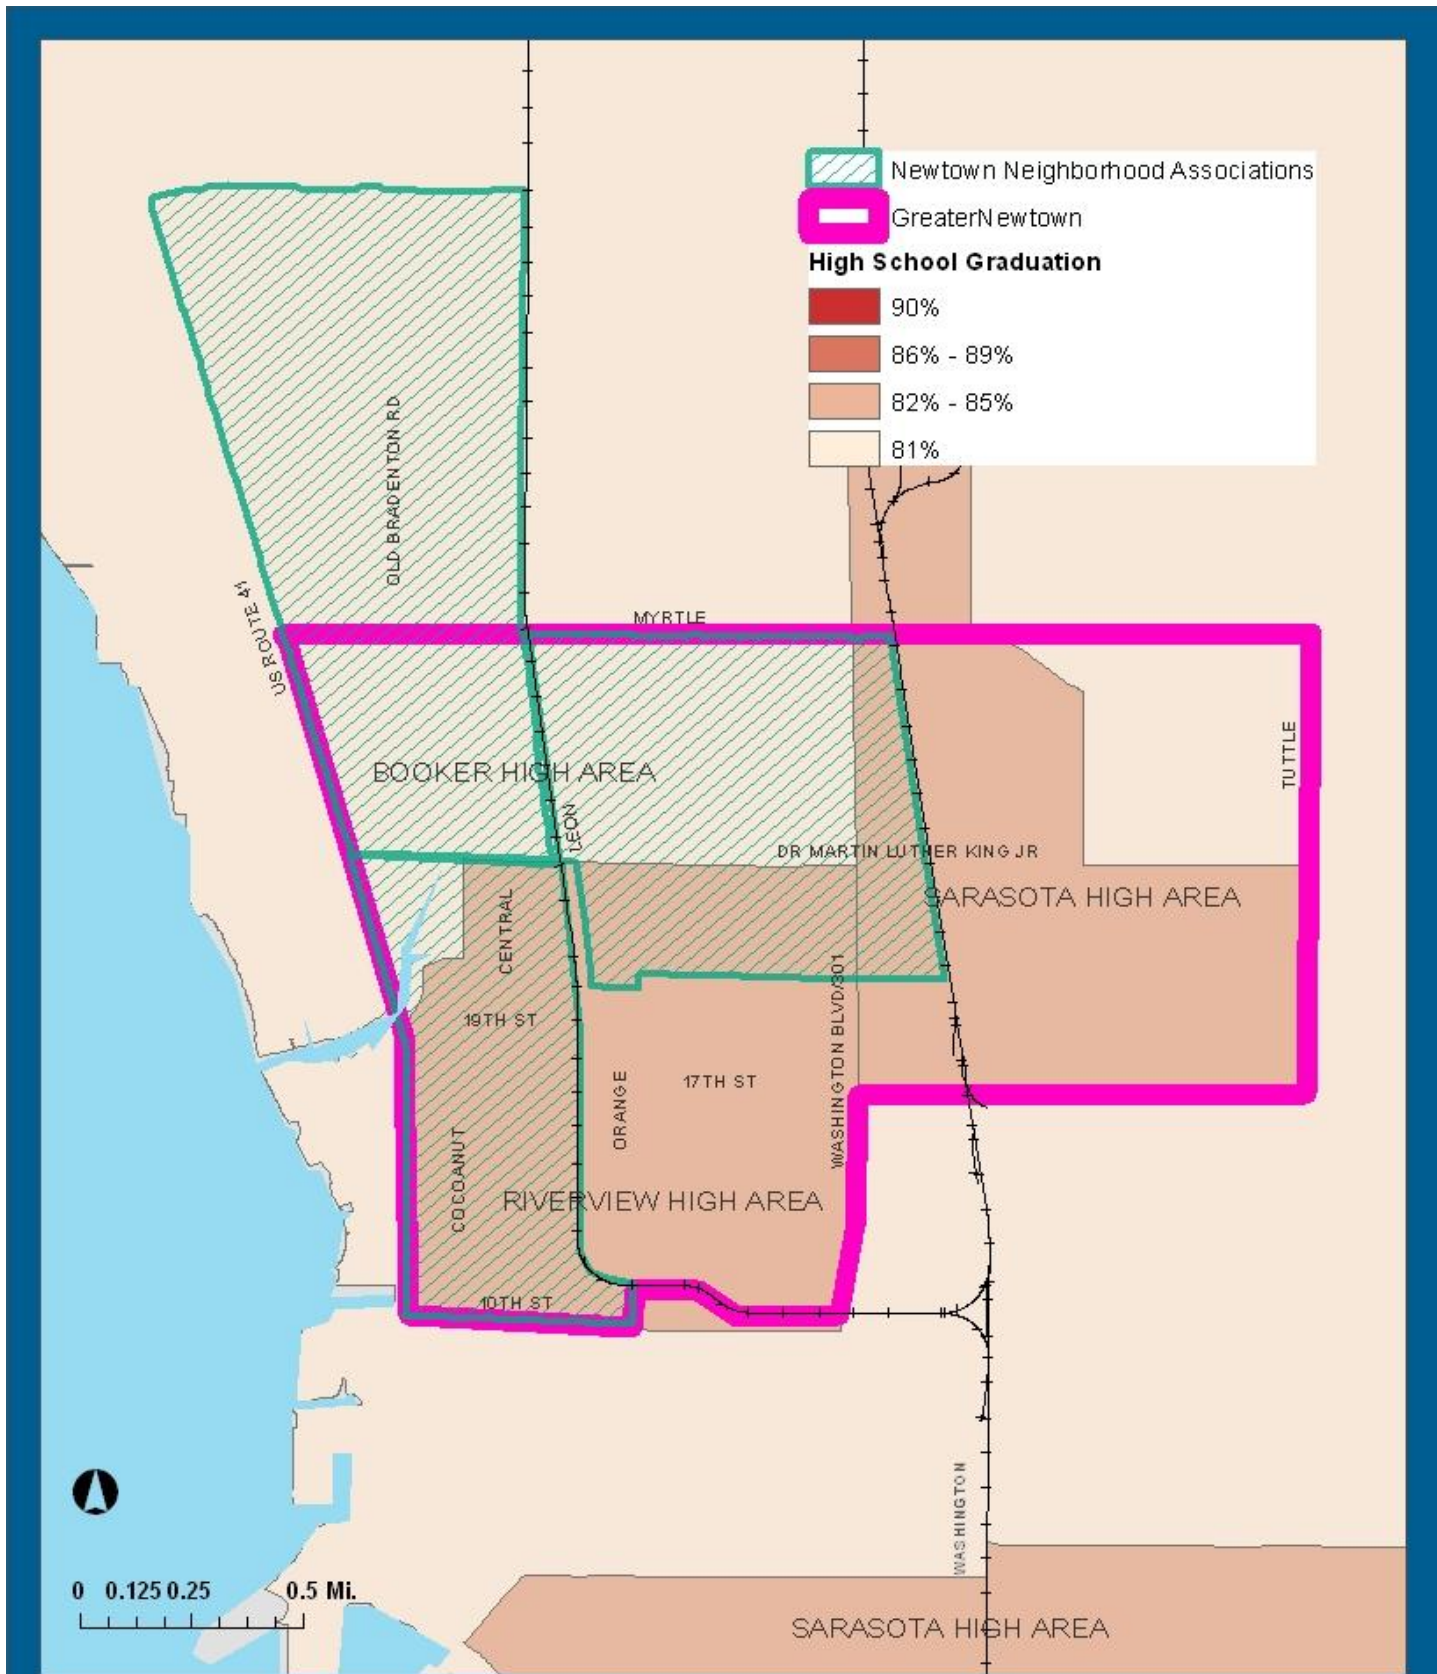 Newtown Neighborhood Associations
GreaterNewtown
High School Graduation
90%
86% - 89%
82% - 85%
81%
OLD BRADENTON RD
US ROUTE 41
MYRTLE
TUTTLE
BOOKER HIGH AREA
LEON
DR MARTIN LUTHER KING JR
SARASOTA HIGH AREA
CENTRAL
19TH ST
WASHINGTON BLVD/301
17TH ST
ORANGE
COCOANUT
RIVERVIEW HIGH AREA
10TH ST
WASHINGTON
0 0.125 0.25 0.5 Mi.
SARASOTA HIGH AREA